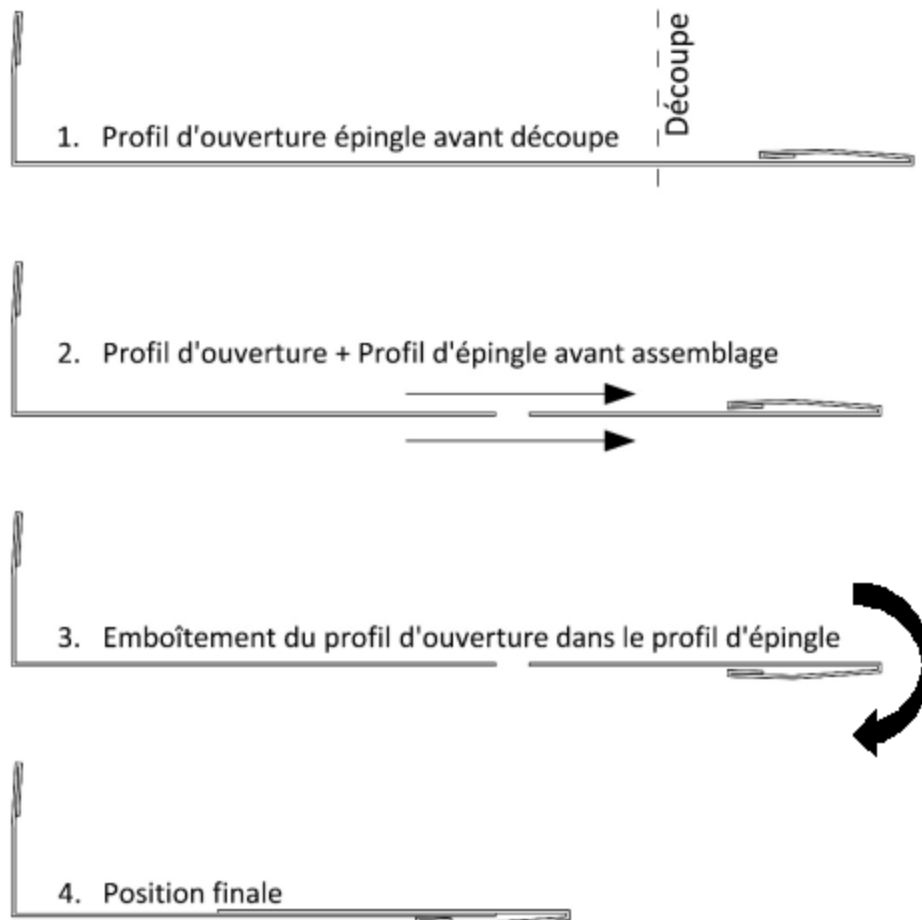 Découpe
1. Profil d'ouverture épingle avant découpe
2. Profil d'ouverture + Profil d'épingle avant assemblage
3. Emboîtement du profil d'ouverture dans le profil d'épingle
4. Position finale